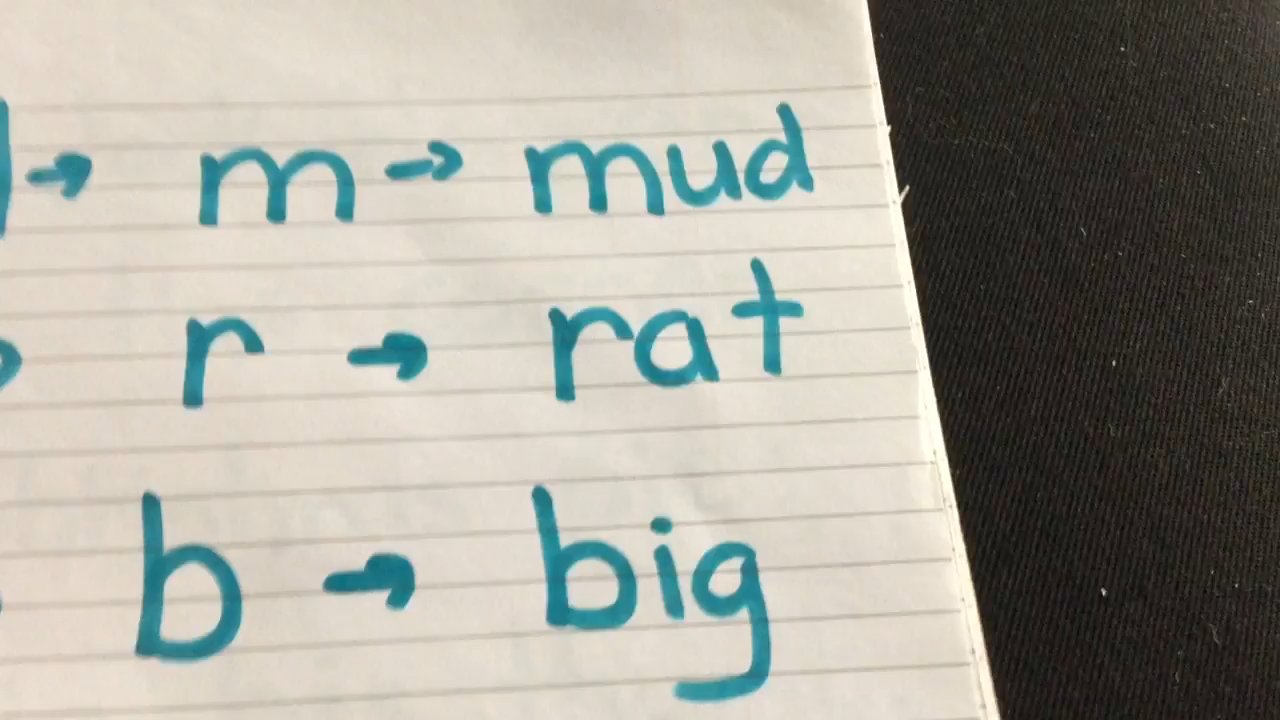 → m → mud
r → rat
b → big